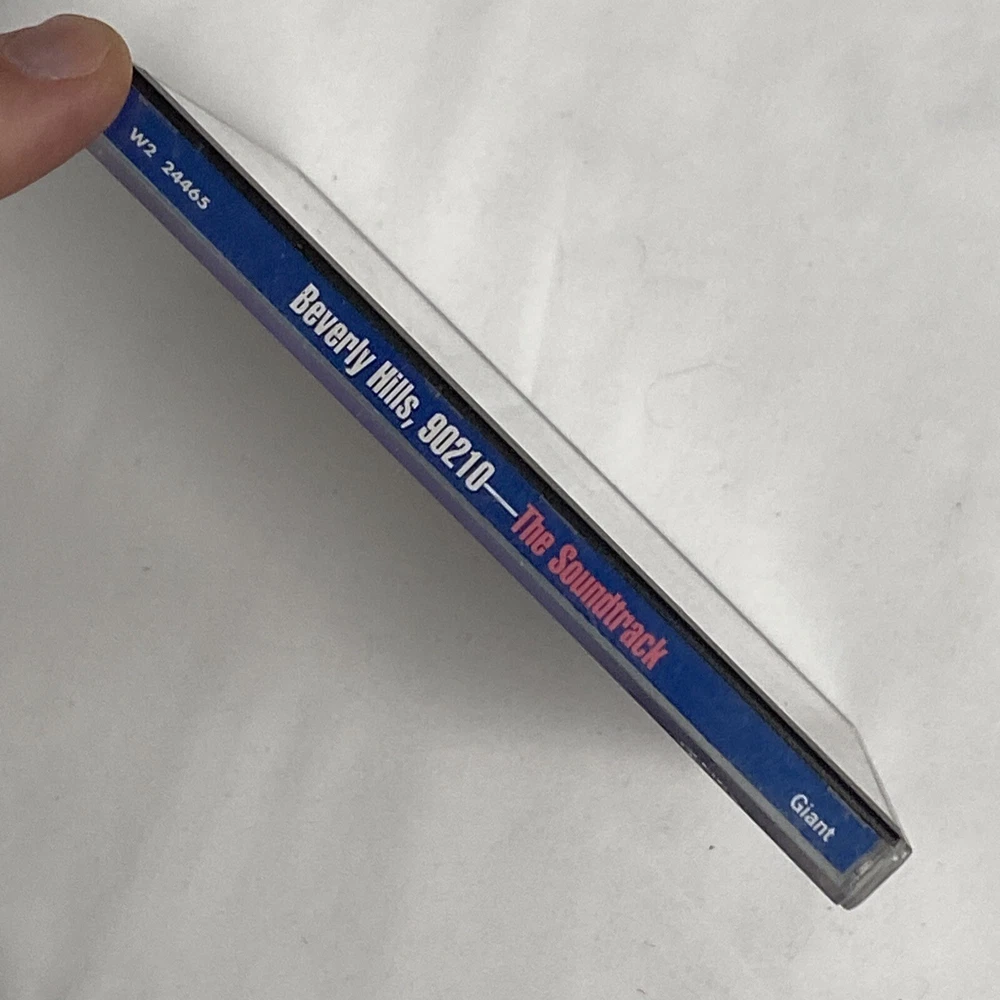 W2 24465
Beverly Hills, 90210—The Soundtrack
Giant